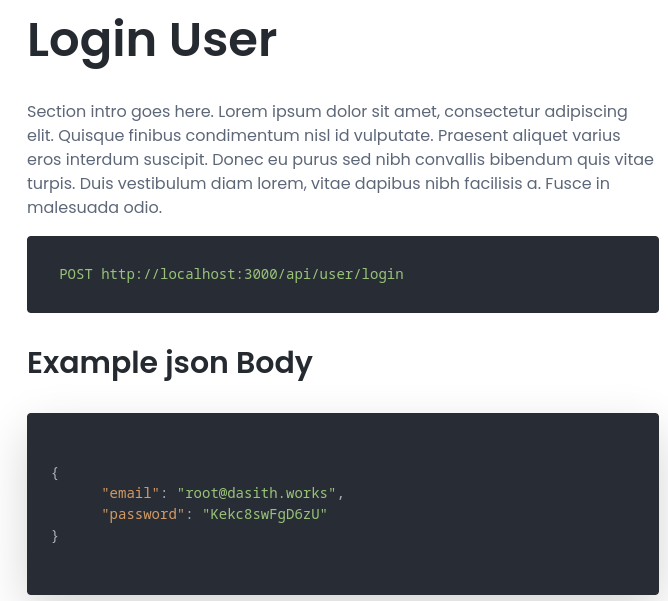 Login User
Section intro goes here. Lorem ipsum dolor sit amet, consectetur adipiscing
elit. Quisque finibus condimentum nisl id vulputate. Praesent aliquet varius
eros interdum suscipit. Donec eu purus sed nibh convallis bibendum quis vitae
turpis. Duis vestibulum diam lorem, vitae dapibus nibh facilisis a. Fusce in
malesuada odio.
POST http://localhost:3000/api/user/login
Example json Body
{
"email": "root@dasith.works",
"password": "Kekc8swFgD6zU"
}